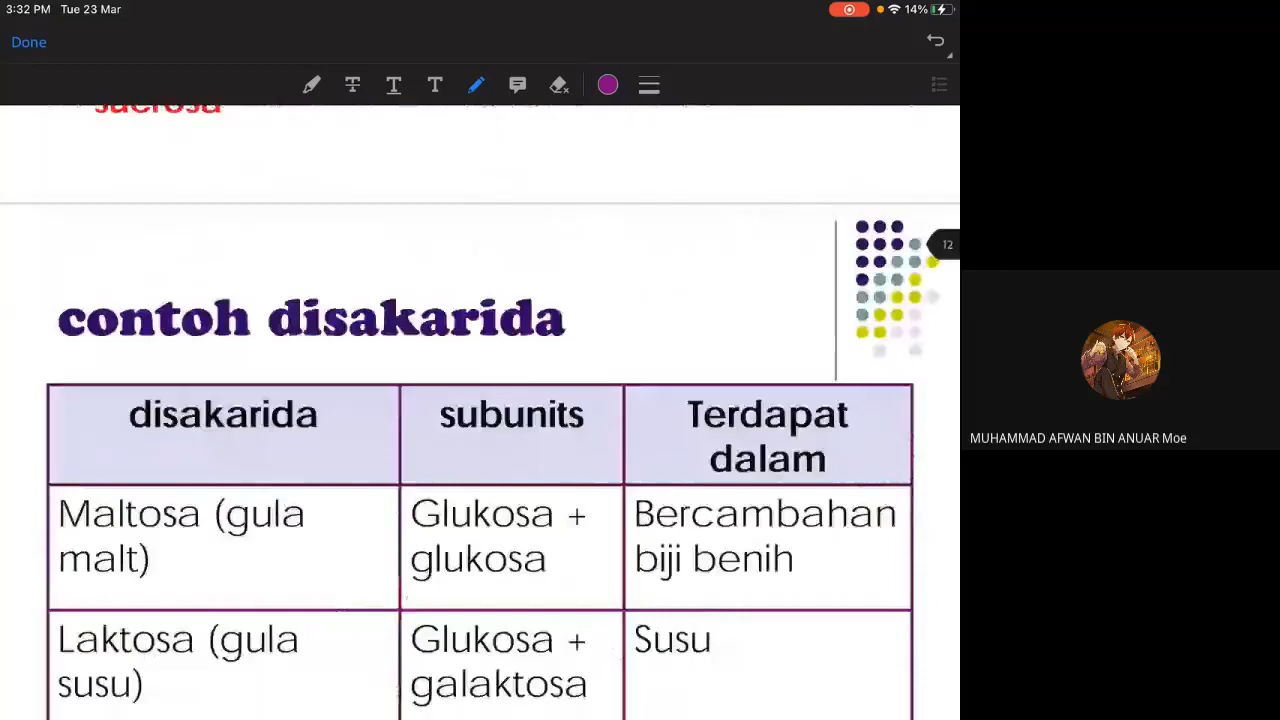 3:32 PM Tue 23 Mar
14%
Done
sucrosa
12
contoh disakarida
disakarida
subunits
Terdapat
dalam
Maltosa (gula
malt)
Glukosa +
glukosa
Bercambahan
biji benih
Laktosa (gula
susu)
Glukosa +
galaktosa
Susu
MUHAMMAD AFWAN BIN ANUAR Moe